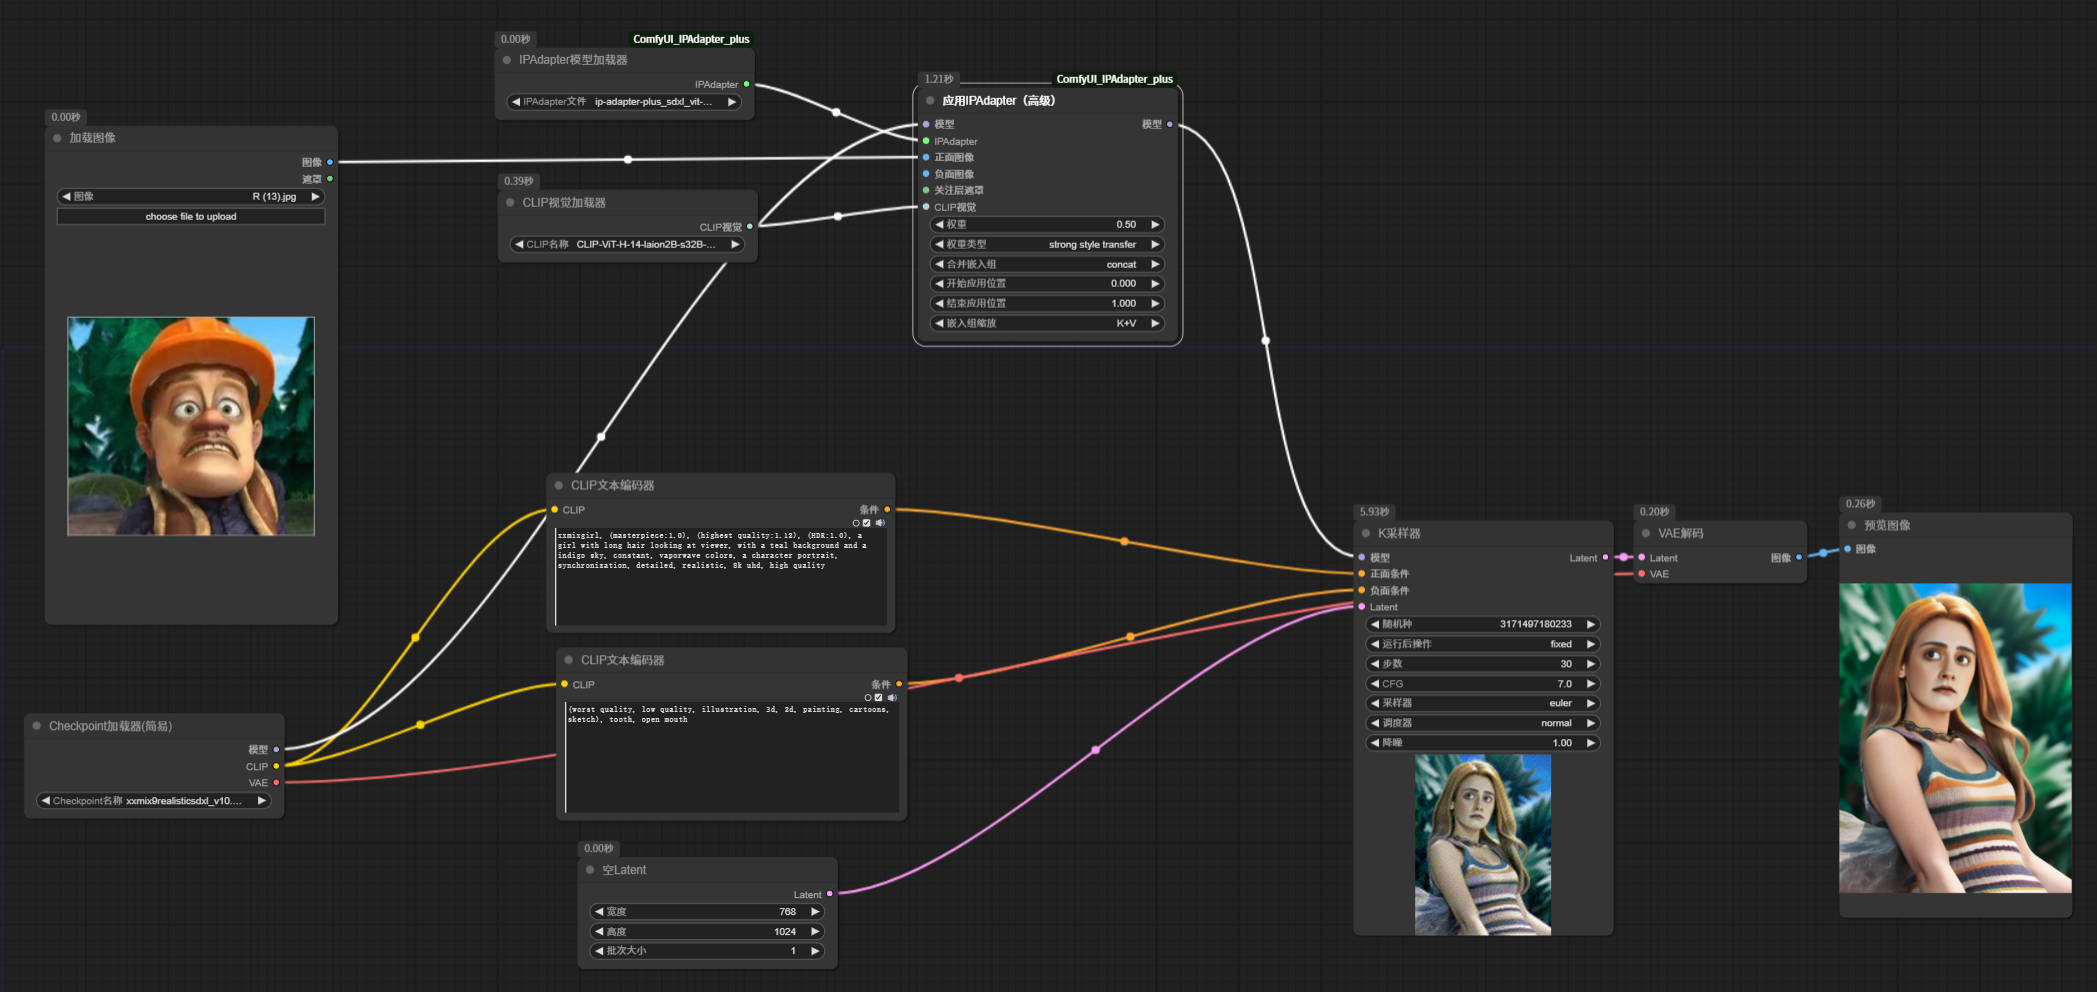 0.00秒
加载图像
图像
遮罩
图像 R (13).jpg
choose file to upload
0.00秒 ComfyUI_IPAdapter_plus
IPAdapter模型加载器
IPAdapter
IPAdapter文件 ip-adapter-plus_sdxl_vit-...
0.39秒
CLIP视觉加载器
CLIP视觉
CLIP名称 CLIP-ViT-H-14-laion2B-s32B-...
1.21秒 ComfyUI_IPAdapter_plus
应用IPAdapter（高级）
模型 模型
IPAdapter
正面图像
负面图像
关注层遮罩
CLIP视觉
权重 0.50
权重类型 strong style transfer
合并嵌入组 concat
开始应用位置 0.000
结束应用位置 1.000
嵌入组缩放 K+V
CLIP文本编码器
CLIP 条件
xxmixgirl, (masterpiece:1.0), (highest quality:1.12), (HDR:1.0), a
girl with long hair looking at viewer, with a teal background and a
indigo sky, constant, vaporwave colors, a character portrait,
synchronization, detailed, realistic, 8k uhd, high quality
CLIP文本编码器
CLIP 条件
(worst quality, low quality, illustration, 3d, 2d, painting, cartoons,
sketch), tooth, open mouth
Checkpoint加载器(简易)
模型
CLIP
VAE
Checkpoint名称 xxmix9realisticsdxl_v10....
0.00秒
空Latent
Latent
宽度 768
高度 1024
批次大小 1
5.93秒
K采样器
模型 Latent
正面条件
负面条件
Latent
随机种 3171497180233
运行后操作 fixed
步数 30
CFG 7.0
采样器 euler
调度器 normal
降噪 1.00
0.20秒
VAE解码
Latent 图像
VAE
0.26秒
预览图像
图像